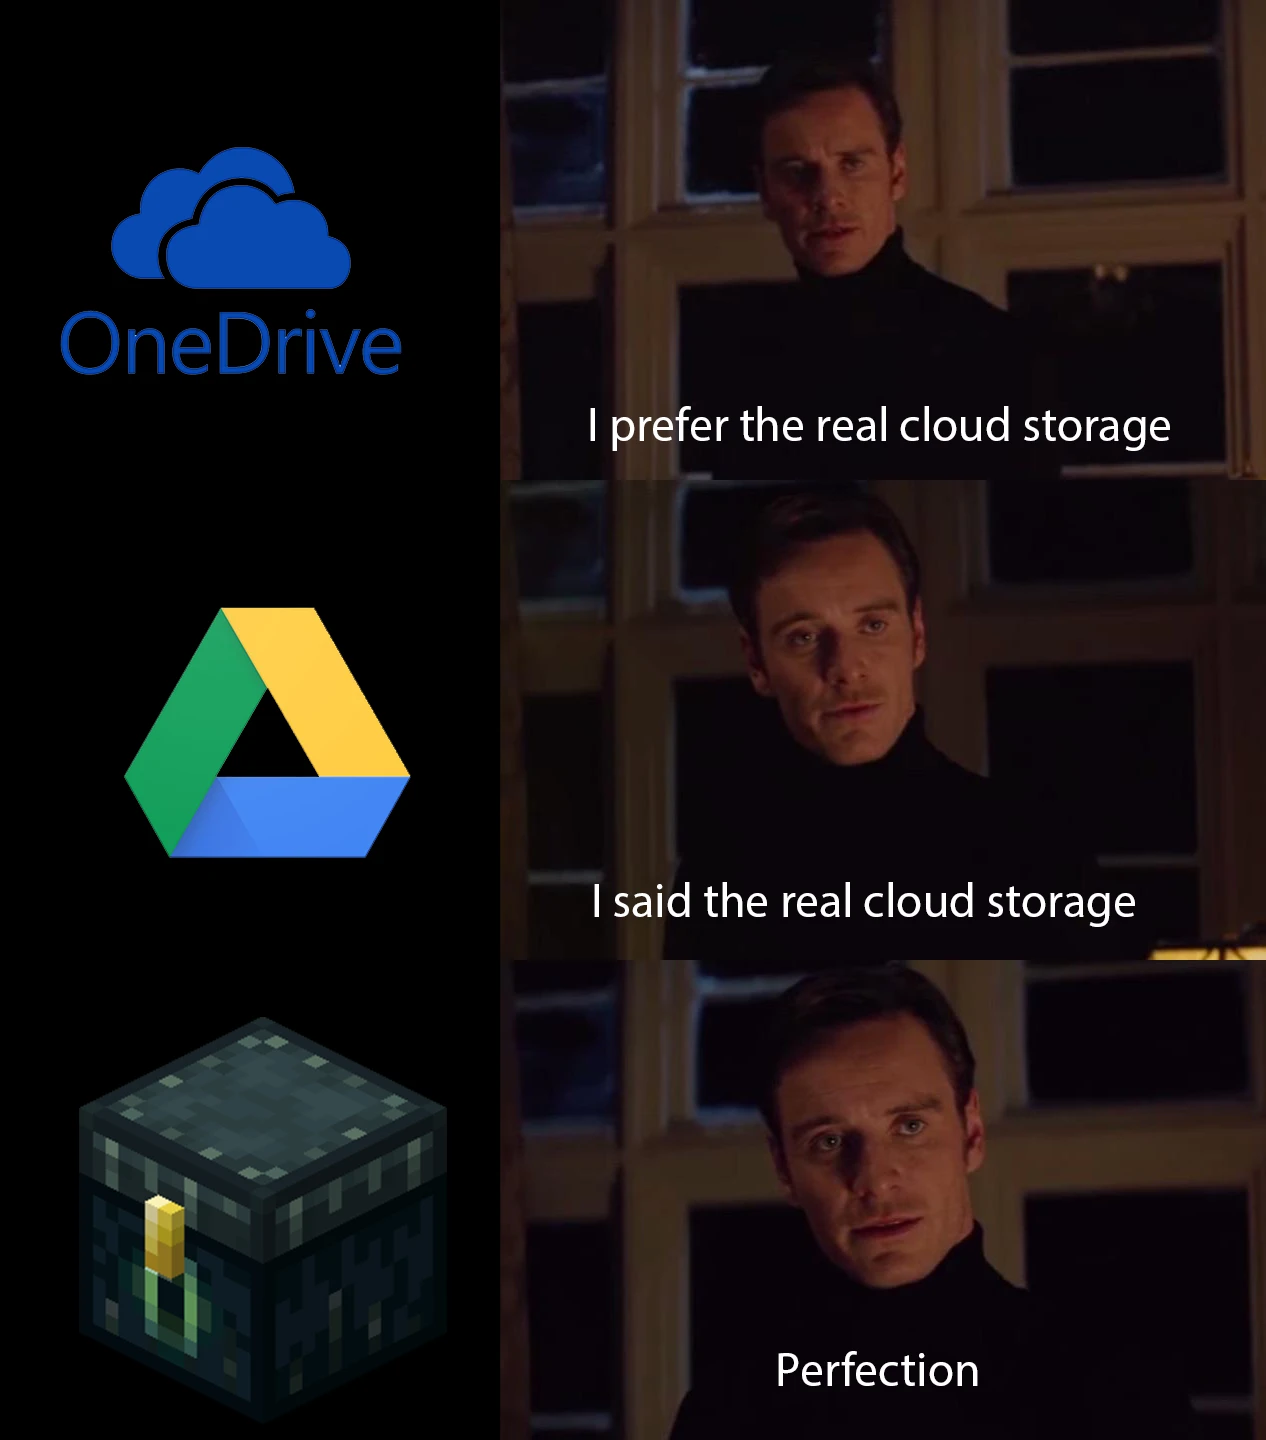 OneDrive
I prefer the real cloud storage
I said the real cloud storage
Perfection